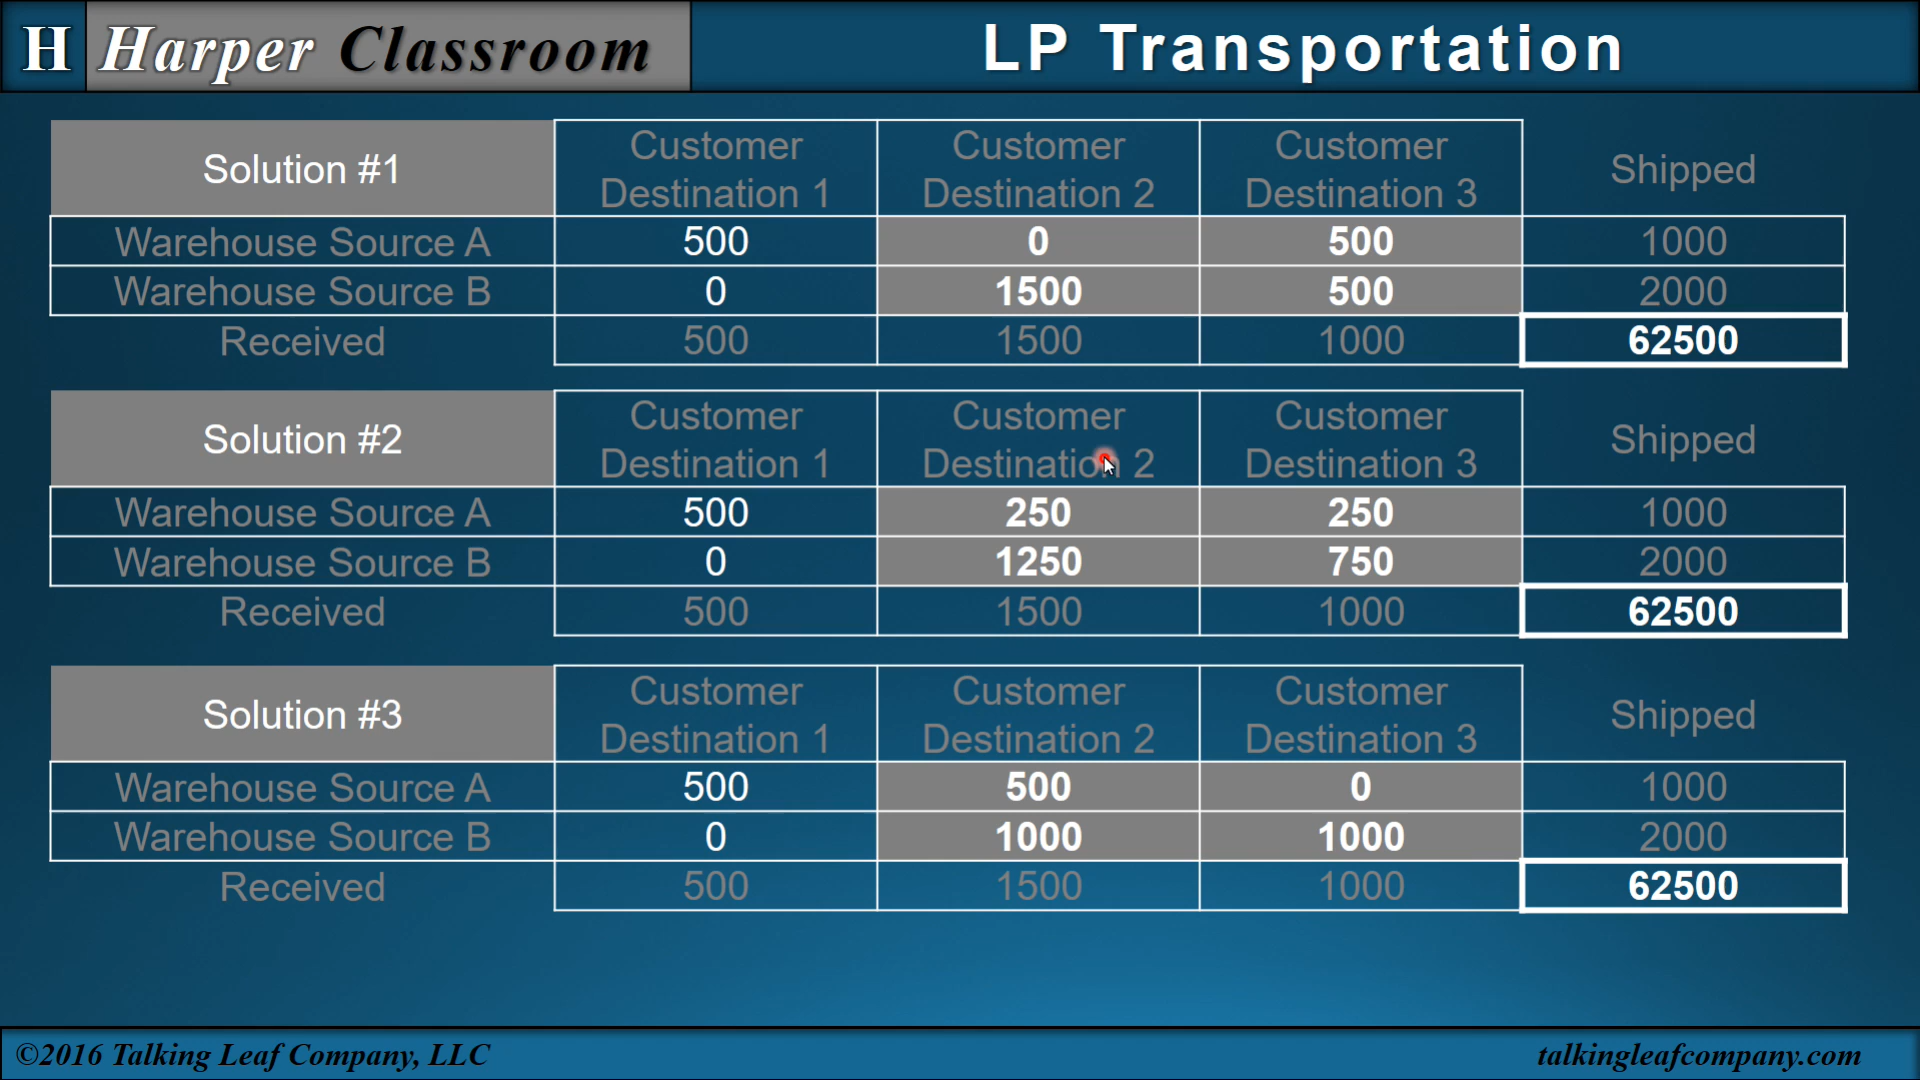 H Harper Classroom LP Transportation
Solution #1 Customer Destination 1 Customer Destination 2 Customer Destination 3 Shipped
Warehouse Source A 500 0 500 1000
Warehouse Source B 0 1500 500 2000
Received 500 1500 1000 62500
Solution #2 Customer Destination 1 Customer Destination 2 Customer Destination 3 Shipped
Warehouse Source A 500 250 250 1000
Warehouse Source B 0 1250 750 2000
Received 500 1500 1000 62500
Solution #3 Customer Destination 1 Customer Destination 2 Customer Destination 3 Shipped
Warehouse Source A 500 500 0 1000
Warehouse Source B 0 1000 1000 2000
Received 500 1500 1000 62500
©2016 Talking Leaf Company, LLC talkingleafcompany.com